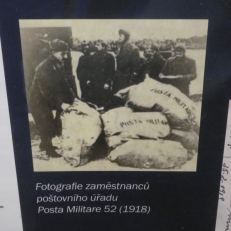 POSTA MILITARE
POSTA MILITARE
Fotografie zaměstnanců
poštovního úřadu
Posta Militare 52 (1918)